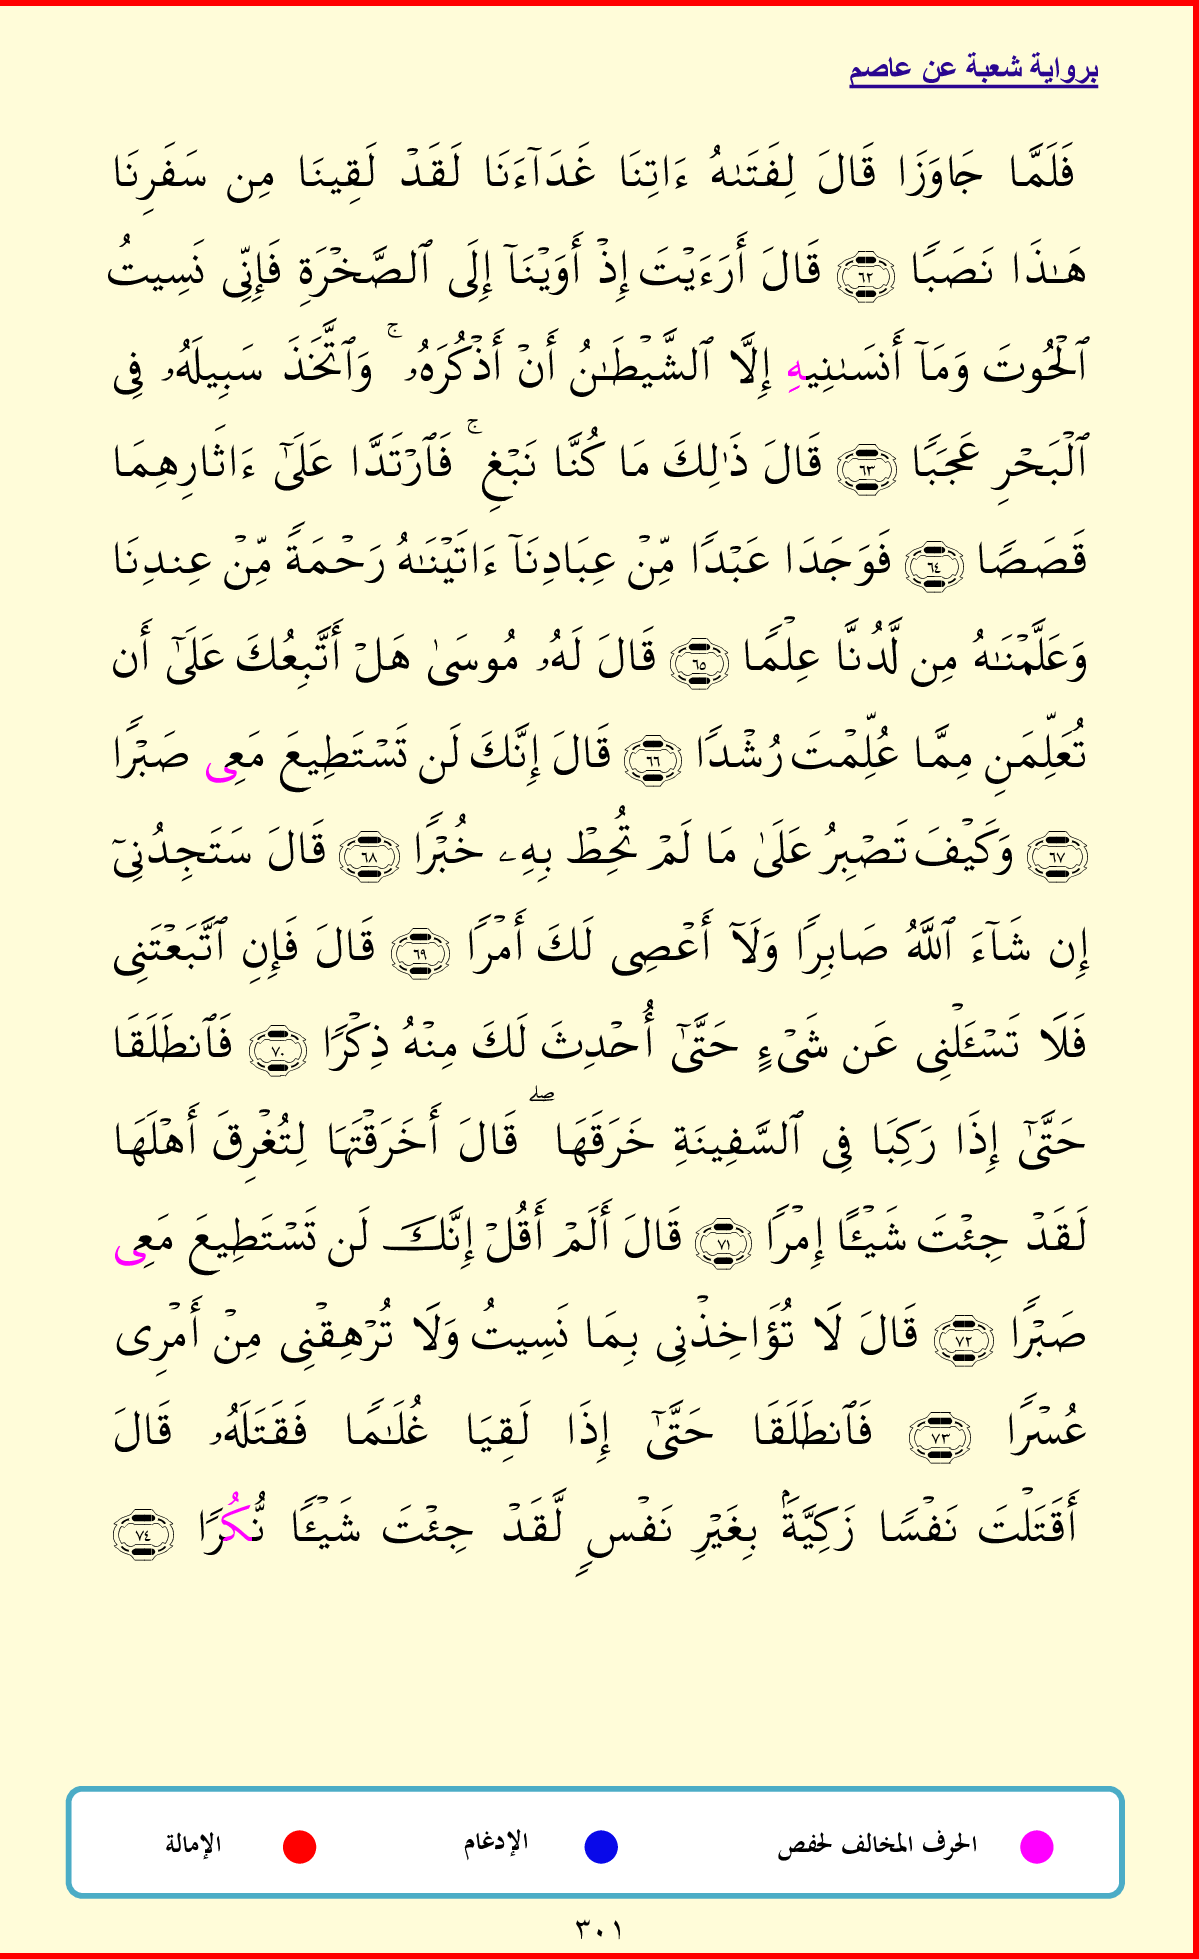 برواية شعبة عن عاصم
فَلَمَّا جَاوَزَا قَالَ لِفَتَىٰهُ ءَاتِنَا غَدَآءَنَا لَقَدْ لَقِينَا مِن سَفَرِنَا
هَـٰذَا نَصَبًا ٦٢ قَالَ أَرَءَيْتَ إِذْ أَوَيْنَآ إِلَى ٱلصَّخْرَةِ فَإِنِّى نَسِيتُ
ٱلْحُوتَ وَمَآ أَنسَىٰنِيهِ إِلَّا ٱلشَّيْطَـٰنُ أَنْ أَذْكُرَهُۥ ۚ وَٱتَّخَذَ سَبِيلَهُۥ فِى
ٱلْبَحْرِ عَجَبًا ٦٣ قَالَ ذَٰلِكَ مَا كُنَّا نَبْغِ ۚ فَٱرْتَدَّا عَلَىٰٓ ءَاثَارِهِمَا
قَصَصًا ٦٤ فَوَجَدَا عَبْدًا مِّنْ عِبَادِنَآ ءَاتَيْنَـٰهُ رَحْمَةً مِّنْ عِندِنَا
وَعَلَّمْنَـٰهُ مِن لَّدُنَّا عِلْمًا ٦٥ قَالَ لَهُۥ مُوسَىٰ هَلْ أَتَّبِعُكَ عَلَىٰٓ أَن
تُعَلِّمَنِ مِمَّا عُلِّمْتَ رُشْدًا ٦٦ قَالَ إِنَّكَ لَن تَسْتَطِيعَ مَعِى صَبْرًا
٦٧ وَكَيْفَ تَصْبِرُ عَلَىٰ مَا لَمْ تُحِطْ بِهِۦ خُبْرًا ٦٨ قَالَ سَتَجِدُنِىٓ
إِن شَآءَ ٱللَّهُ صَابِرًا وَلَآ أَعْصِى لَكَ أَمْرًا ٦٩ قَالَ فَإِنِ ٱتَّبَعْتَنِى
فَلَا تَسْـَٔلْنِى عَن شَىْءٍ حَتَّىٰٓ أُحْدِثَ لَكَ مِنْهُ ذِكْرًا ٧٠ فَٱنطَلَقَا
حَتَّىٰٓ إِذَا رَكِبَا فِى ٱلسَّفِينَةِ خَرَقَهَا ۖ قَالَ أَخَرَقْتَهَا لِتُغْرِقَ أَهْلَهَا
لَقَدْ جِئْتَ شَيْـًٔا إِمْرًا ٧١ قَالَ أَلَمْ أَقُلْ إِنَّكَ لَن تَسْتَطِيعَ مَعِى
صَبْرًا ٧٢ قَالَ لَا تُؤَاخِذْنِى بِمَا نَسِيتُ وَلَا تُرْهِقْنِى مِنْ أَمْرِى
عُسْرًا ٧٣ فَٱنطَلَقَا حَتَّىٰٓ إِذَا لَقِيَا غُلَـٰمًا فَقَتَلَهُۥ قَالَ
أَقَتَلْتَ نَفْسًا زَكِيَّةًۢ بِغَيْرِ نَفْسٍ لَّقَدْ جِئْتَ شَيْـًٔا نُّكُرًا ٧٤
الحرف المخالف لحفص الإدغام الإمالة
٣٠١